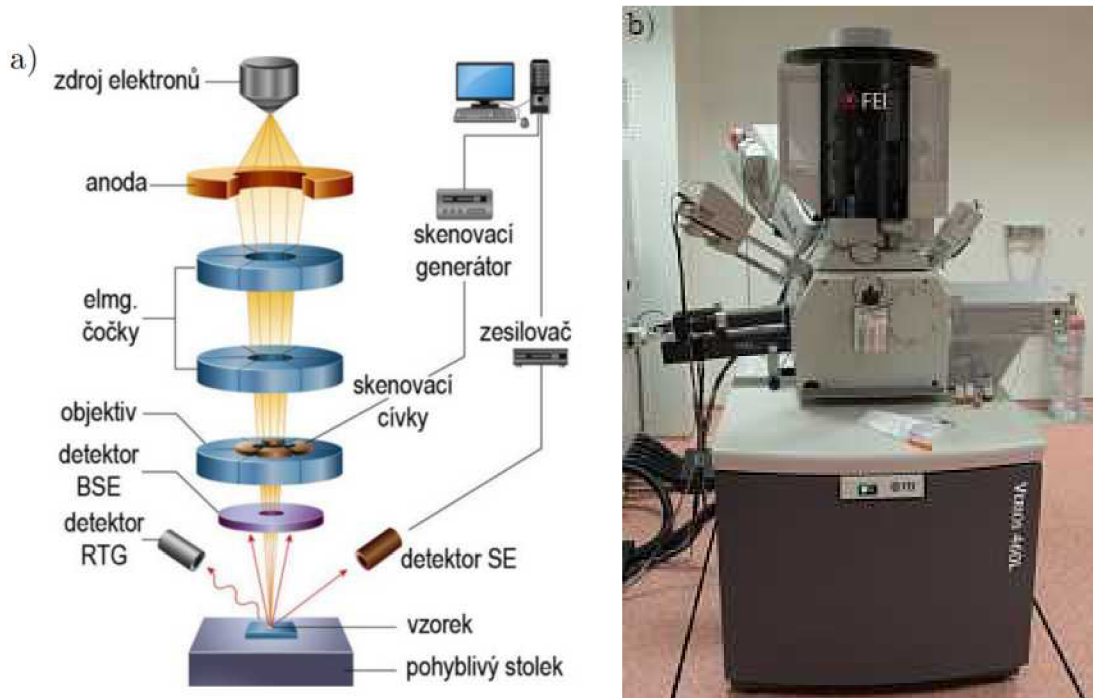 a)
zdroj elektronů
anoda
elmg.
čočky
skenovací
generátor
zesilovač
skenovací
cívky
objektiv
detektor
BSE
detektor
RTG
detektor SE
vzorek
pohyblivý stolek
b)
FEI
Verios 460L